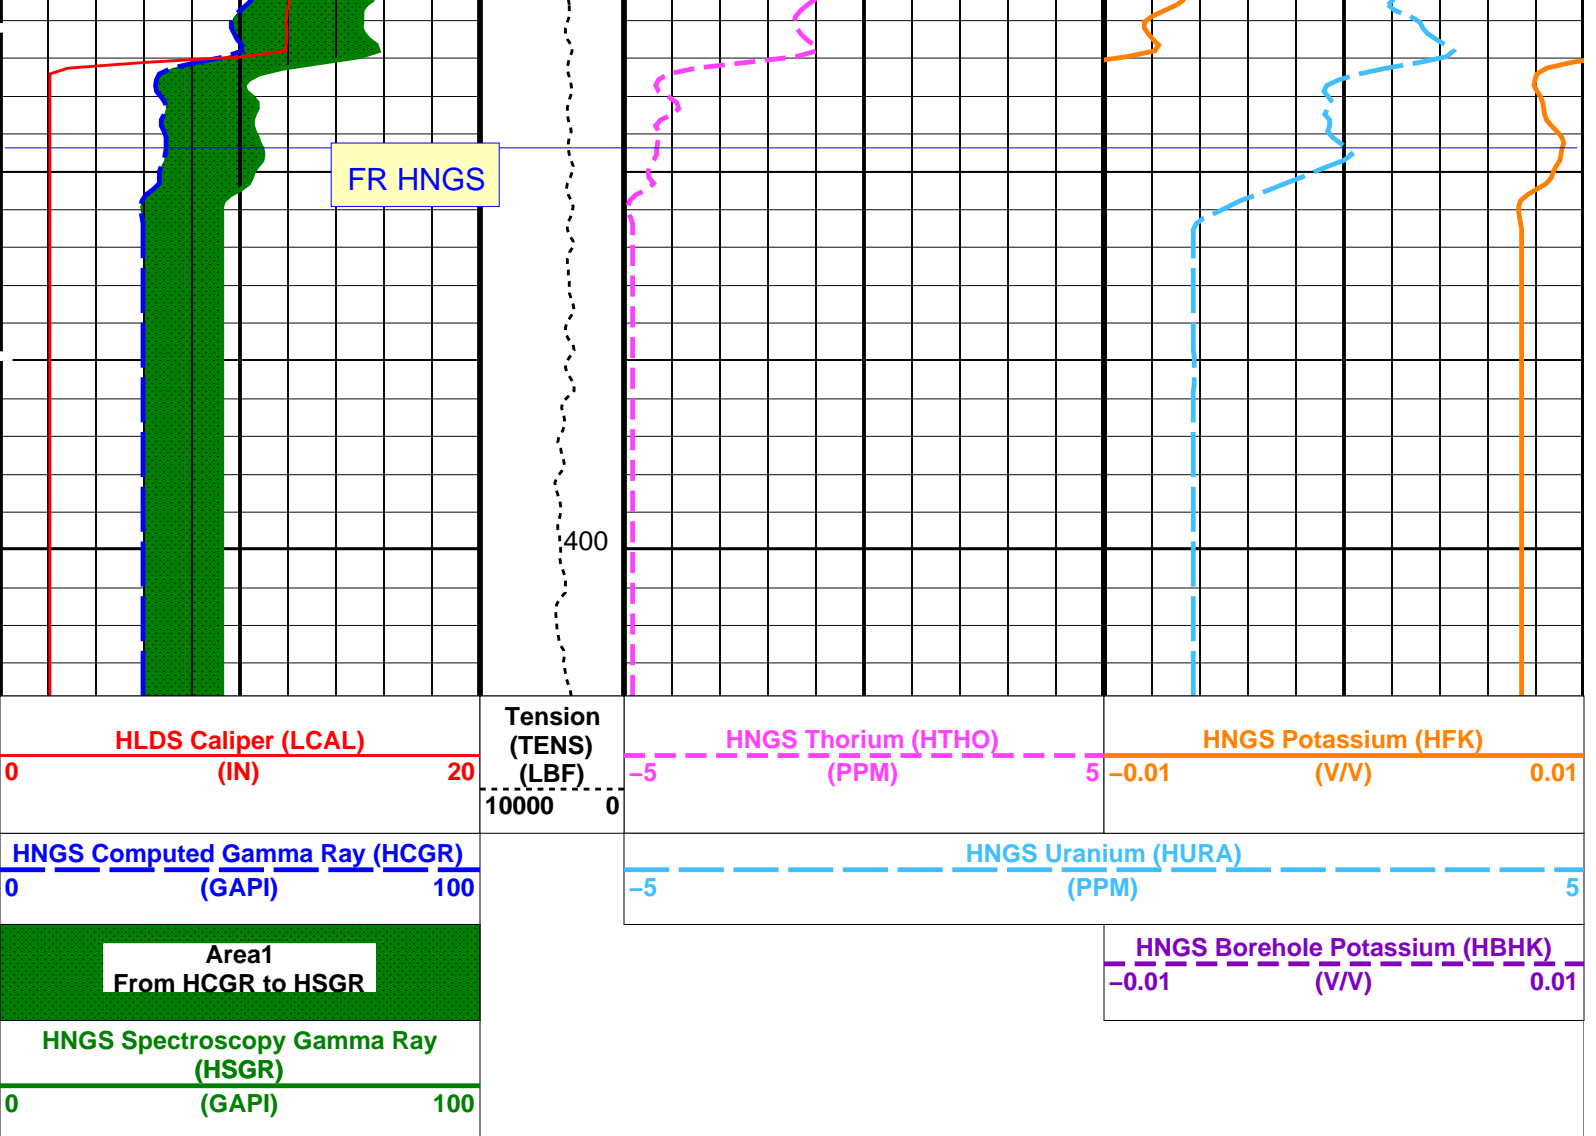 FR HNGS
400
HLDS Caliper (LCAL)
0 (IN) 20
Tension
(TENS)
(LBF)
10000 0
HNGS Thorium (HTHO)
−5 (PPM) 5
HNGS Potassium (HFK)
−0.01 (V/V) 0.01
HNGS Computed Gamma Ray (HCGR)
0 (GAPI) 100
HNGS Uranium (HURA)
−5 (PPM) 5
Area1
From HCGR to HSGR
HNGS Borehole Potassium (HBHK)
−0.01 (V/V) 0.01
HNGS Spectroscopy Gamma Ray
(HSGR)
0 (GAPI) 100